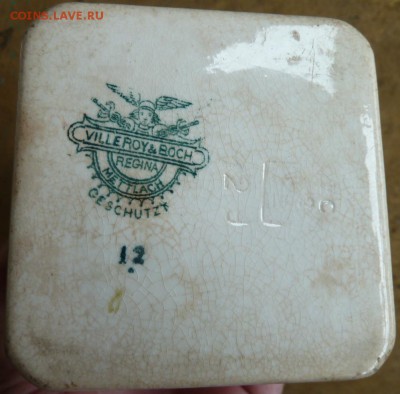 COINS.LAVE.RU
VILLEROY & BOCH
REGINA
METTLACH
GESCHÜTZT
12